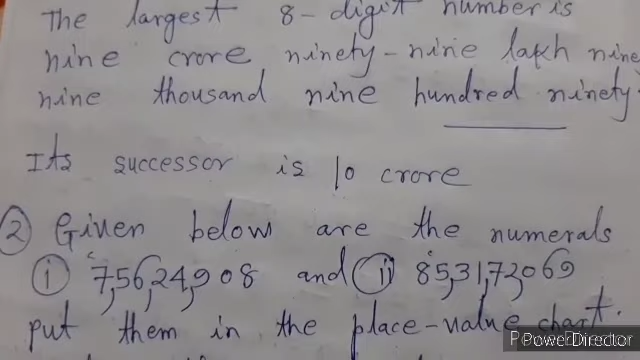 The largest 8-digit number is
nine crore ninety-nine lakh nine
nine thousand nine hundred ninety-
Its successor is 10 crore
② Given below are the numerals
(i) 7,56,24,908 and (ii) 85,31,72,069
put them in the place-value chart.
PowerDirector